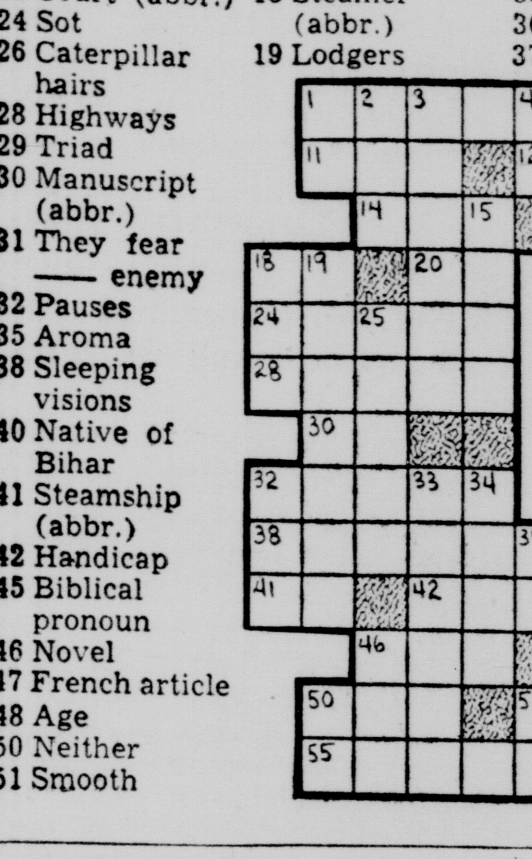 24 Sot
26 Caterpillar
hairs
28 Highways
29 Triad
30 Manuscript
(abbr.)
31 They fear
—— enemy
32 Pauses
35 Aroma
38 Sleeping
visions
40 Native of
Bihar
41 Steamship
(abbr.)
42 Handicap
45 Biblical
pronoun
46 Novel
47 French article
48 Age
50 Neither
51 Smooth
(abbr.)
19 Lodgers
1 2 3
11
14 15
18 19 20
24 25
28
30
32 33 34
38
41 42
46
50
55